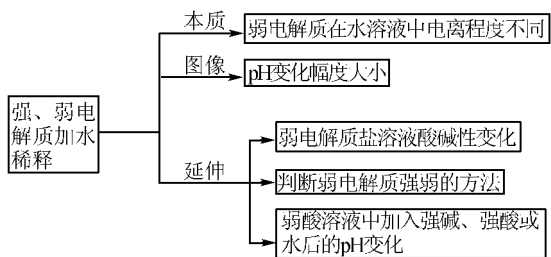 强、弱电
解质加水
稀释
本质
弱电解质在水溶液中电离程度不同
图像
pH变化幅度大小
延伸
弱电解质盐溶液酸碱性变化
判断弱电解质强弱的方法
弱酸溶液中加入强碱、强酸或
水后的pH变化